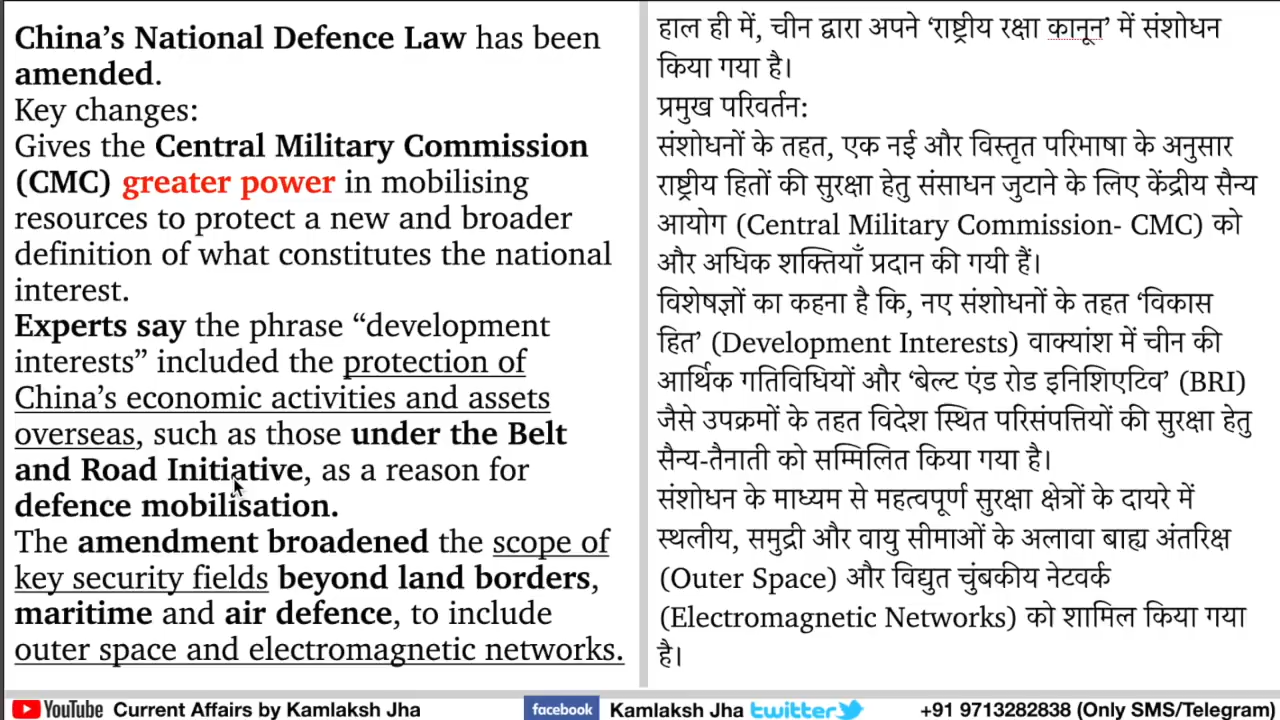 China's National Defence Law has been
amended.
Key changes:
Gives the Central Military Commission
(CMC) greater power in mobilising
resources to protect a new and broader
definition of what constitutes the national
interest.
Experts say the phrase “development
interests” included the protection of
China's economic activities and assets
overseas, such as those under the Belt
and Road Initiative, as a reason for
defence mobilisation.
The amendment broadened the scope of
key security fields beyond land borders,
maritime and air defence, to include
outer space and electromagnetic networks.
हाल ही में, चीन द्वारा अपने ‘राष्ट्रीय रक्षा कानून’ में संशोधन
किया गया है।
प्रमुख परिवर्तन:
संशोधनों के तहत, एक नई और विस्तृत परिभाषा के अनुसार
राष्ट्रीय हितों की सुरक्षा हेतु संसाधन जुटाने के लिए केंद्रीय सैन्य
आयोग (Central Military Commission- CMC) को
और अधिक शक्तियाँ प्रदान की गयी हैं।
विशेषज्ञों का कहना है कि, नए संशोधनों के तहत ‘विकास
हित’ (Development Interests) वाक्यांश में चीन की
आर्थिक गतिविधियों और ‘बेल्ट एंड रोड इनिशिएटिव’ (BRI)
जैसे उपक्रमों के तहत विदेश स्थित परिसंपत्तियों की सुरक्षा हेतु
सैन्य-तैनाती को सम्मिलित किया गया है।
संशोधन के माध्यम से महत्वपूर्ण सुरक्षा क्षेत्रों के दायरे में
स्थलीय, समुद्री और वायु सीमाओं के अलावा बाह्य अंतरिक्ष
(Outer Space) और विद्युत चुंबकीय नेटवर्क
(Electromagnetic Networks) को शामिल किया गया
है।
YouTube Current Affairs by Kamlaksh Jha facebook Kamlaksh Jha twitter +91 9713282838 (Only SMS/Telegram)